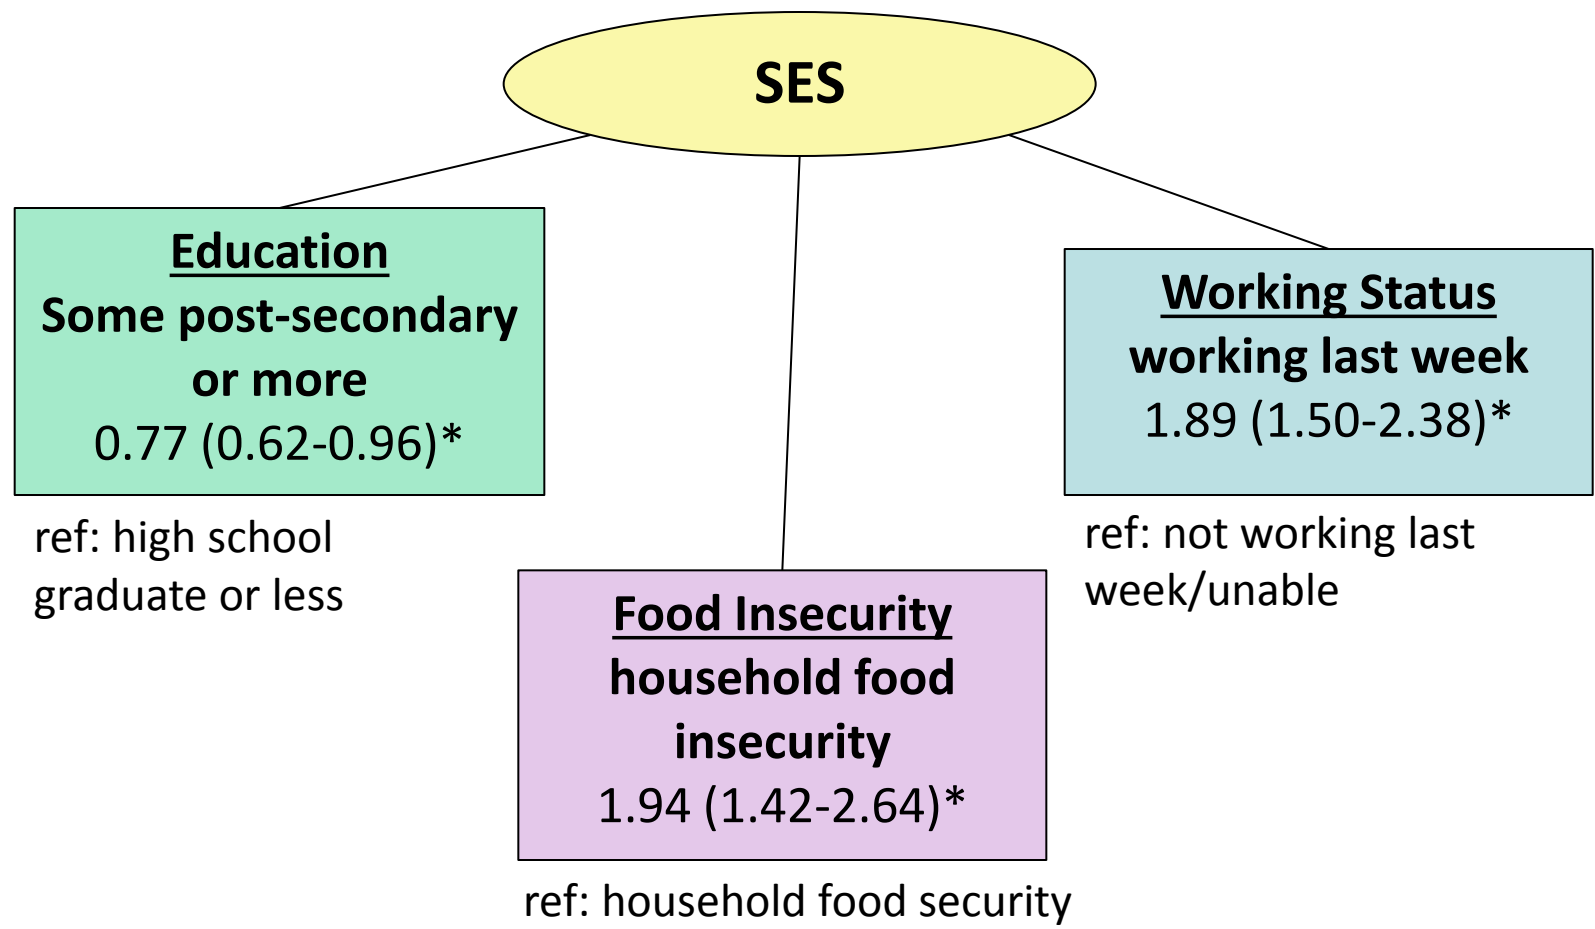 SES
Education
Some post-secondary
or more
0.77 (0.62-0.96)*
ref: high school
graduate or less
Food Insecurity
household food
insecurity
1.94 (1.42-2.64)*
ref: household food security
Working Status
working last week
1.89 (1.50-2.38)*
ref: not working last
week/unable